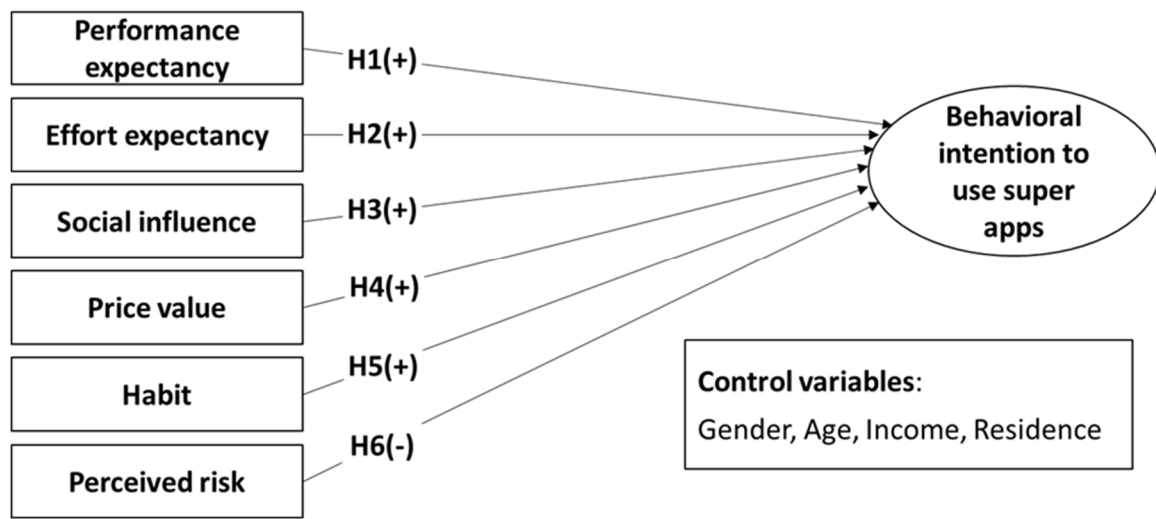 Performance
expectancy
H1(+)
Effort expectancy
H2(+)
Social influence
H3(+)
Price value
H4(+)
Habit
H5(+)
Perceived risk
H6(-)
Behavioral
intention to
use super
apps
Control variables:
Gender, Age, Income, Residence